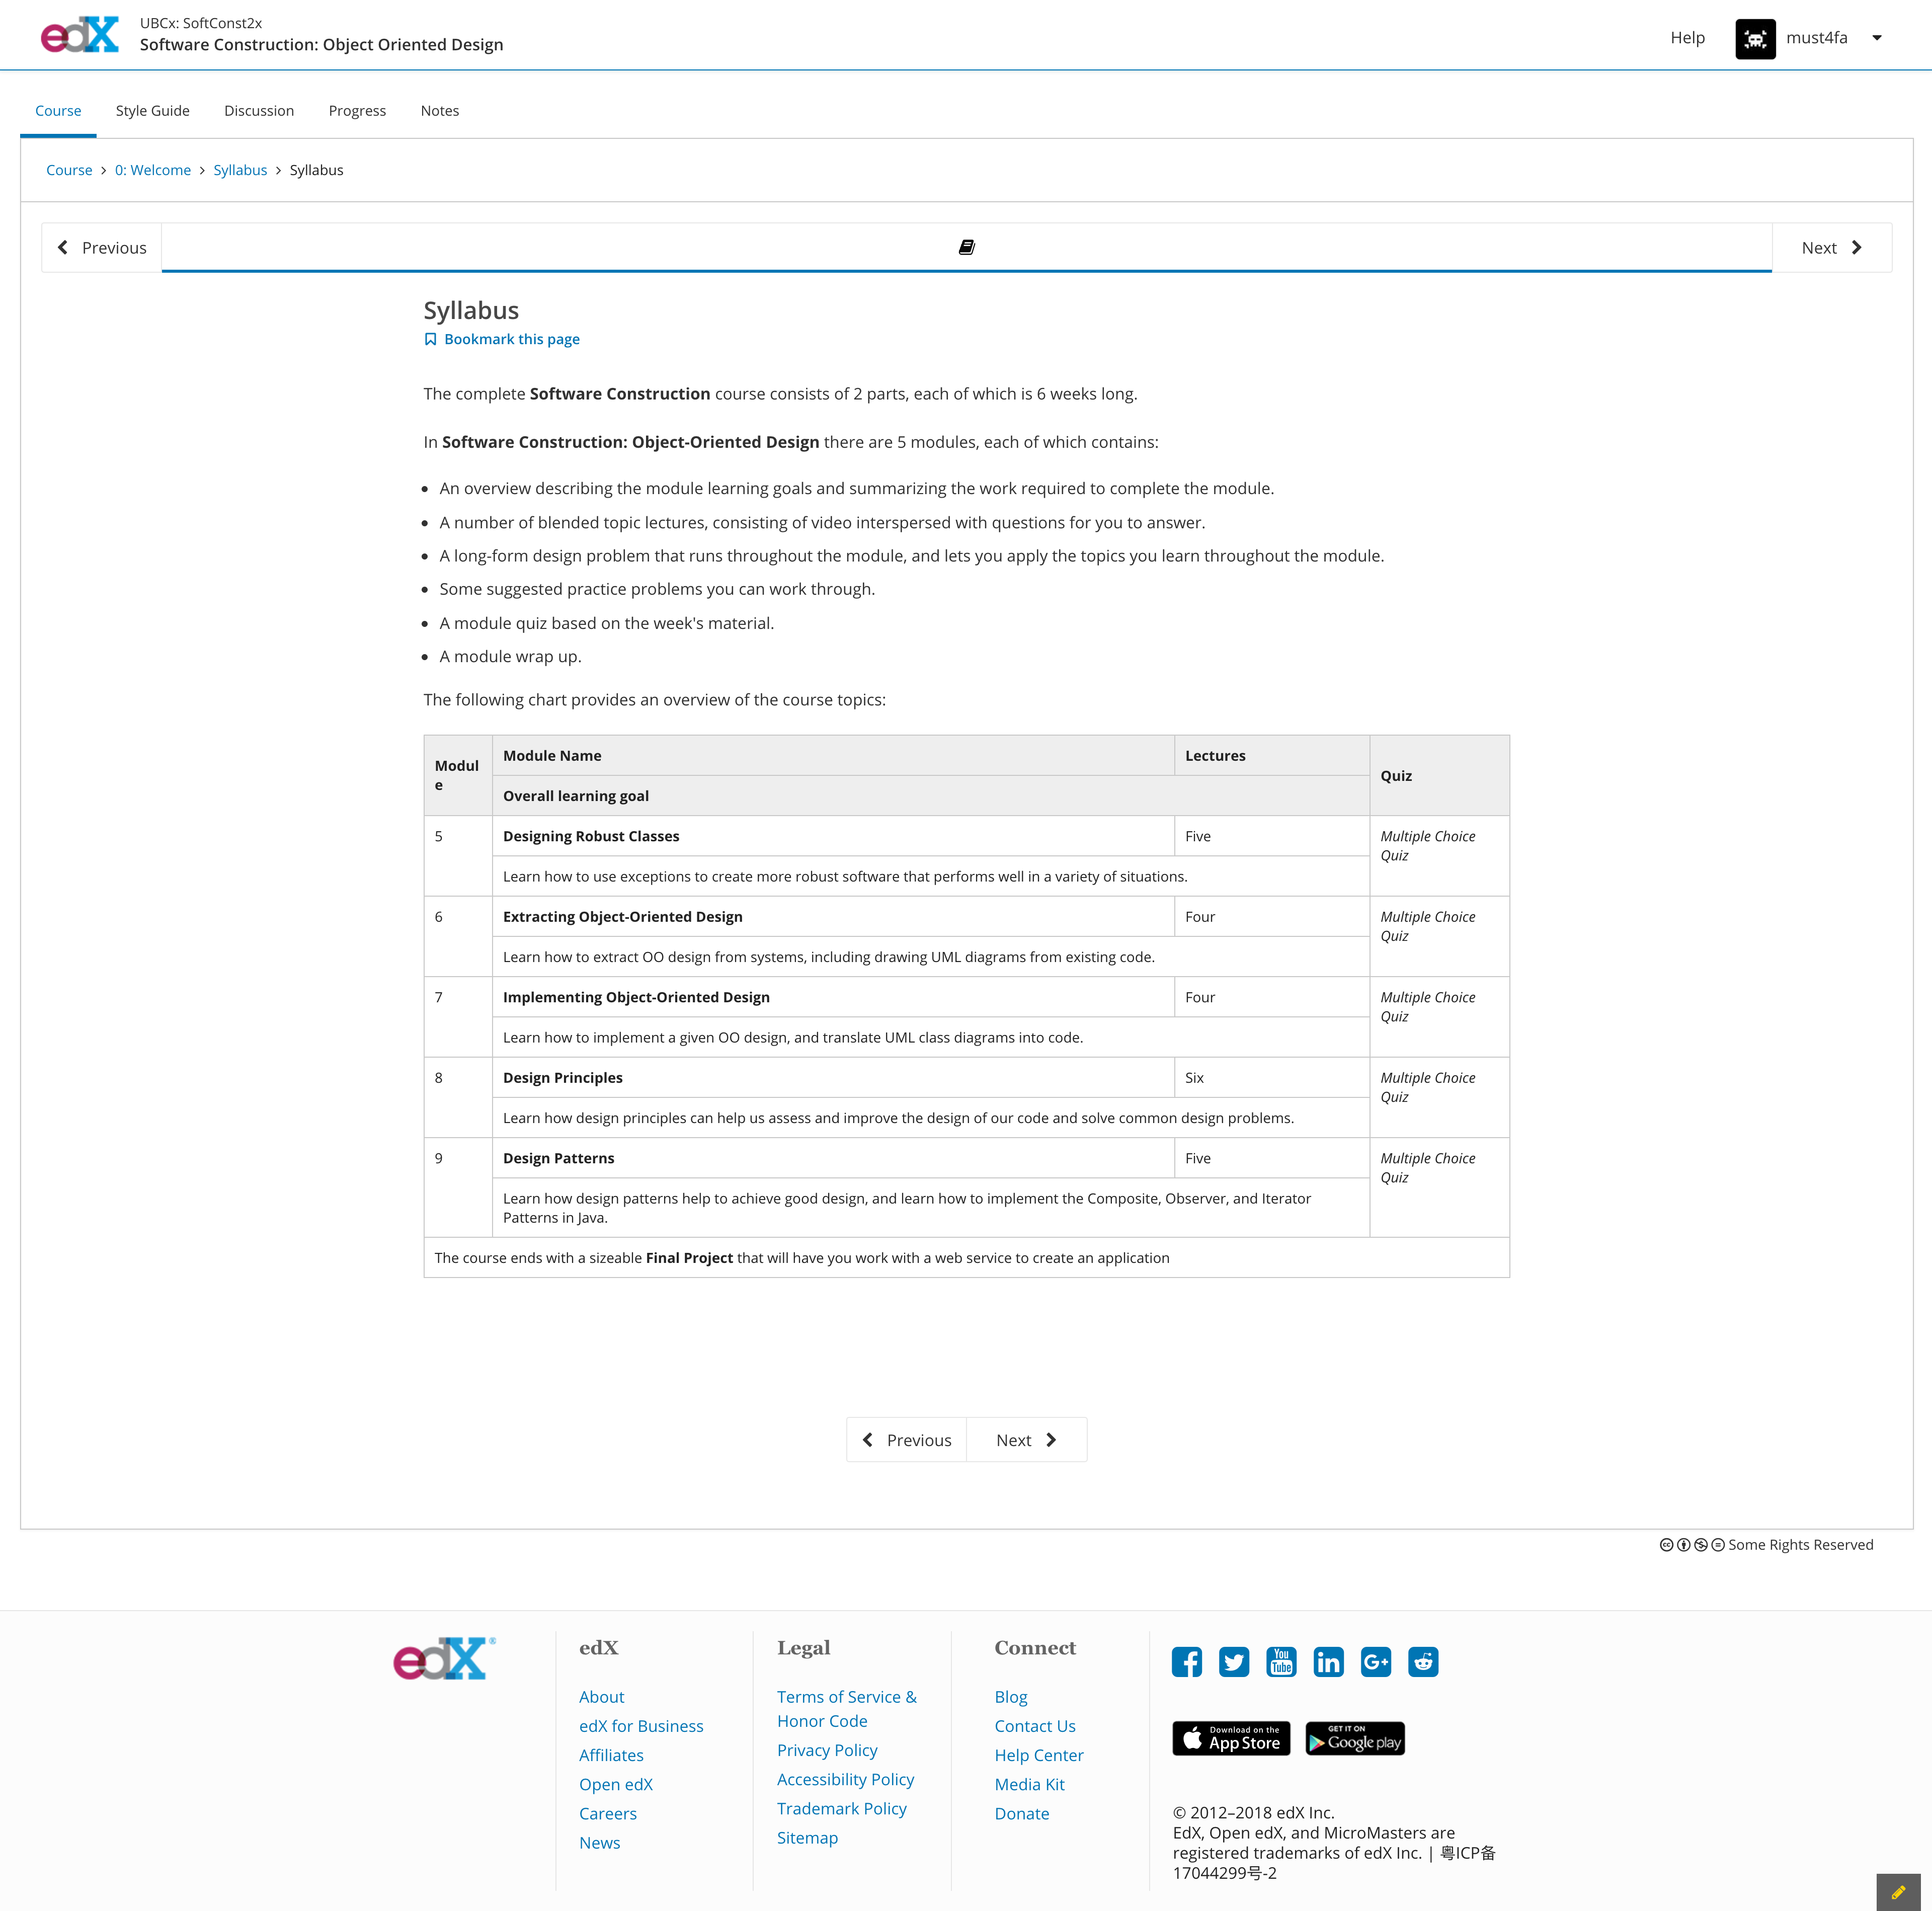 edX
UBCx: SoftConst2x
Software Construction: Object Oriented Design
Help
must4fa
Course
Style Guide
Discussion
Progress
Notes
Course > 0: Welcome > Syllabus > Syllabus
Previous
Next
Syllabus
Bookmark this page
The complete Software Construction course consists of 2 parts, each of which is 6 weeks long.
In Software Construction: Object-Oriented Design there are 5 modules, each of which contains:
• An overview describing the module learning goals and summarizing the work required to complete the module.
• A number of blended topic lectures, consisting of video interspersed with questions for you to answer.
• A long-form design problem that runs throughout the module, and lets you apply the topics you learn throughout the module.
• Some suggested practice problems you can work through.
• A module quiz based on the week's material.
• A module wrap up.
The following chart provides an overview of the course topics:
Modul
e
Module Name
Lectures
Quiz
Overall learning goal
5
Designing Robust Classes
Five
Multiple Choice
Quiz
Learn how to use exceptions to create more robust software that performs well in a variety of situations.
6
Extracting Object-Oriented Design
Four
Multiple Choice
Quiz
Learn how to extract OO design from systems, including drawing UML diagrams from existing code.
7
Implementing Object-Oriented Design
Four
Multiple Choice
Quiz
Learn how to implement a given OO design, and translate UML class diagrams into code.
8
Design Principles
Six
Multiple Choice
Quiz
Learn how design principles can help us assess and improve the design of our code and solve common design problems.
9
Design Patterns
Five
Multiple Choice
Quiz
Learn how design patterns help to achieve good design, and learn how to implement the Composite, Observer, and Iterator
Patterns in Java.
The course ends with a sizeable Final Project that will have you work with a web service to create an application
Previous
Next
Some Rights Reserved
edX®
edX
About
edX for Business
Affiliates
Open edX
Careers
News
Legal
Terms of Service &
Honor Code
Privacy Policy
Accessibility Policy
Trademark Policy
Sitemap
Connect
Blog
Contact Us
Help Center
Media Kit
Donate
You
Tube
in
G+
Download on the
App Store
GET IT ON
Google play
© 2012–2018 edX Inc.
EdX, Open edX, and MicroMasters are
registered trademarks of edX Inc. | 粤ICP备
17044299号-2